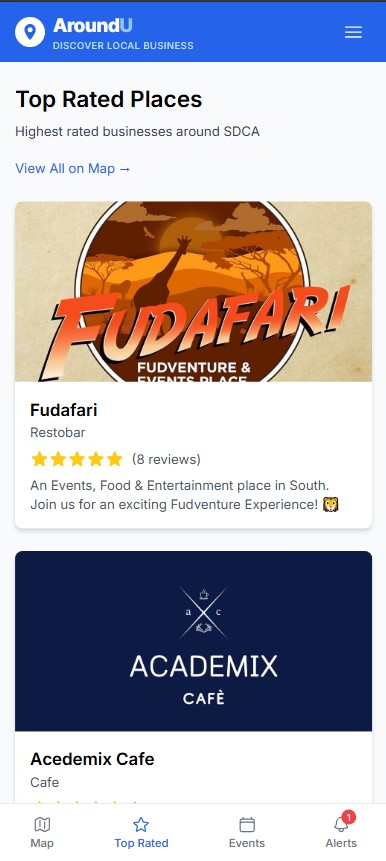 AroundU
DISCOVER LOCAL BUSINESS
Top Rated Places
Highest rated businesses around SDCA
View All on Map →
FUDAFARI
FUDVENTURE &
EVENTS PLACE
Fudafari
Restobar
(8 reviews)
An Events, Food & Entertainment place in South.
Join us for an exciting Fudventure Experience! 🦁
a c
ACADEMIX
CAFÈ
Acedemix Cafe
Cafe
1
Map
Top Rated
Events
Alerts